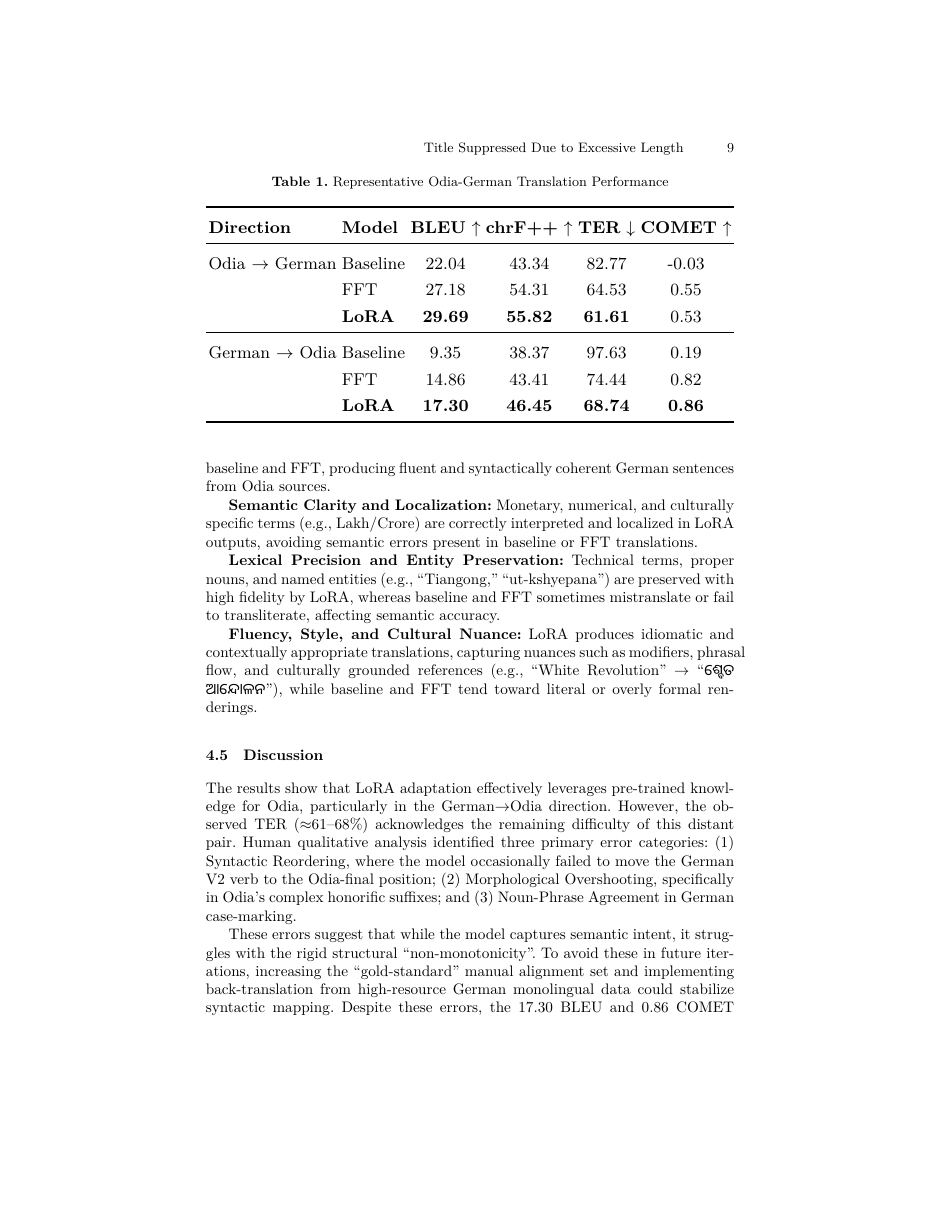 Title Suppressed Due to Excessive Length 9
Table 1. Representative Odia-German Translation Performance
Direction Model BLEU ↑ chrF++ ↑ TER ↓ COMET ↑
Odia → German Baseline 22.04 43.34 82.77 -0.03
FFT 27.18 54.31 64.53 0.55
LoRA 29.69 55.82 61.61 0.53
German → Odia Baseline 9.35 38.37 97.63 0.19
FFT 14.86 43.41 74.44 0.82
LoRA 17.30 46.45 68.74 0.86
baseline and FFT, producing fluent and syntactically coherent German sentences
from Odia sources.
Semantic Clarity and Localization: Monetary, numerical, and culturally
specific terms (e.g., Lakh/Crore) are correctly interpreted and localized in LoRA
outputs, avoiding semantic errors present in baseline or FFT translations.
Lexical Precision and Entity Preservation: Technical terms, proper
nouns, and named entities (e.g., “Tiangong,” “ut-kshyepana”) are preserved with
high fidelity by LoRA, whereas baseline and FFT sometimes mistranslate or fail
to transliterate, affecting semantic accuracy.
Fluency, Style, and Cultural Nuance: LoRA produces idiomatic and
contextually appropriate translations, capturing nuances such as modifiers, phrasal
flow, and culturally grounded references (e.g., “White Revolution” → “ଶ୍ୱେତ
ଆନ୍ଦୋଳନ”), while baseline and FFT tend toward literal or overly formal ren-
derings.
4.5 Discussion
The results show that LoRA adaptation effectively leverages pre-trained knowl-
edge for Odia, particularly in the German→Odia direction. However, the ob-
served TER (≈61–68%) acknowledges the remaining difficulty of this distant
pair. Human qualitative analysis identified three primary error categories: (1)
Syntactic Reordering, where the model occasionally failed to move the German
V2 verb to the Odia-final position; (2) Morphological Overshooting, specifically
in Odia’s complex honorific suffixes; and (3) Noun-Phrase Agreement in German
case-marking.
These errors suggest that while the model captures semantic intent, it strug-
gles with the rigid structural “non-monotonicity”. To avoid these in future iter-
ations, increasing the “gold-standard” manual alignment set and implementing
back-translation from high-resource German monolingual data could stabilize
syntactic mapping. Despite these errors, the 17.30 BLEU and 0.86 COMET